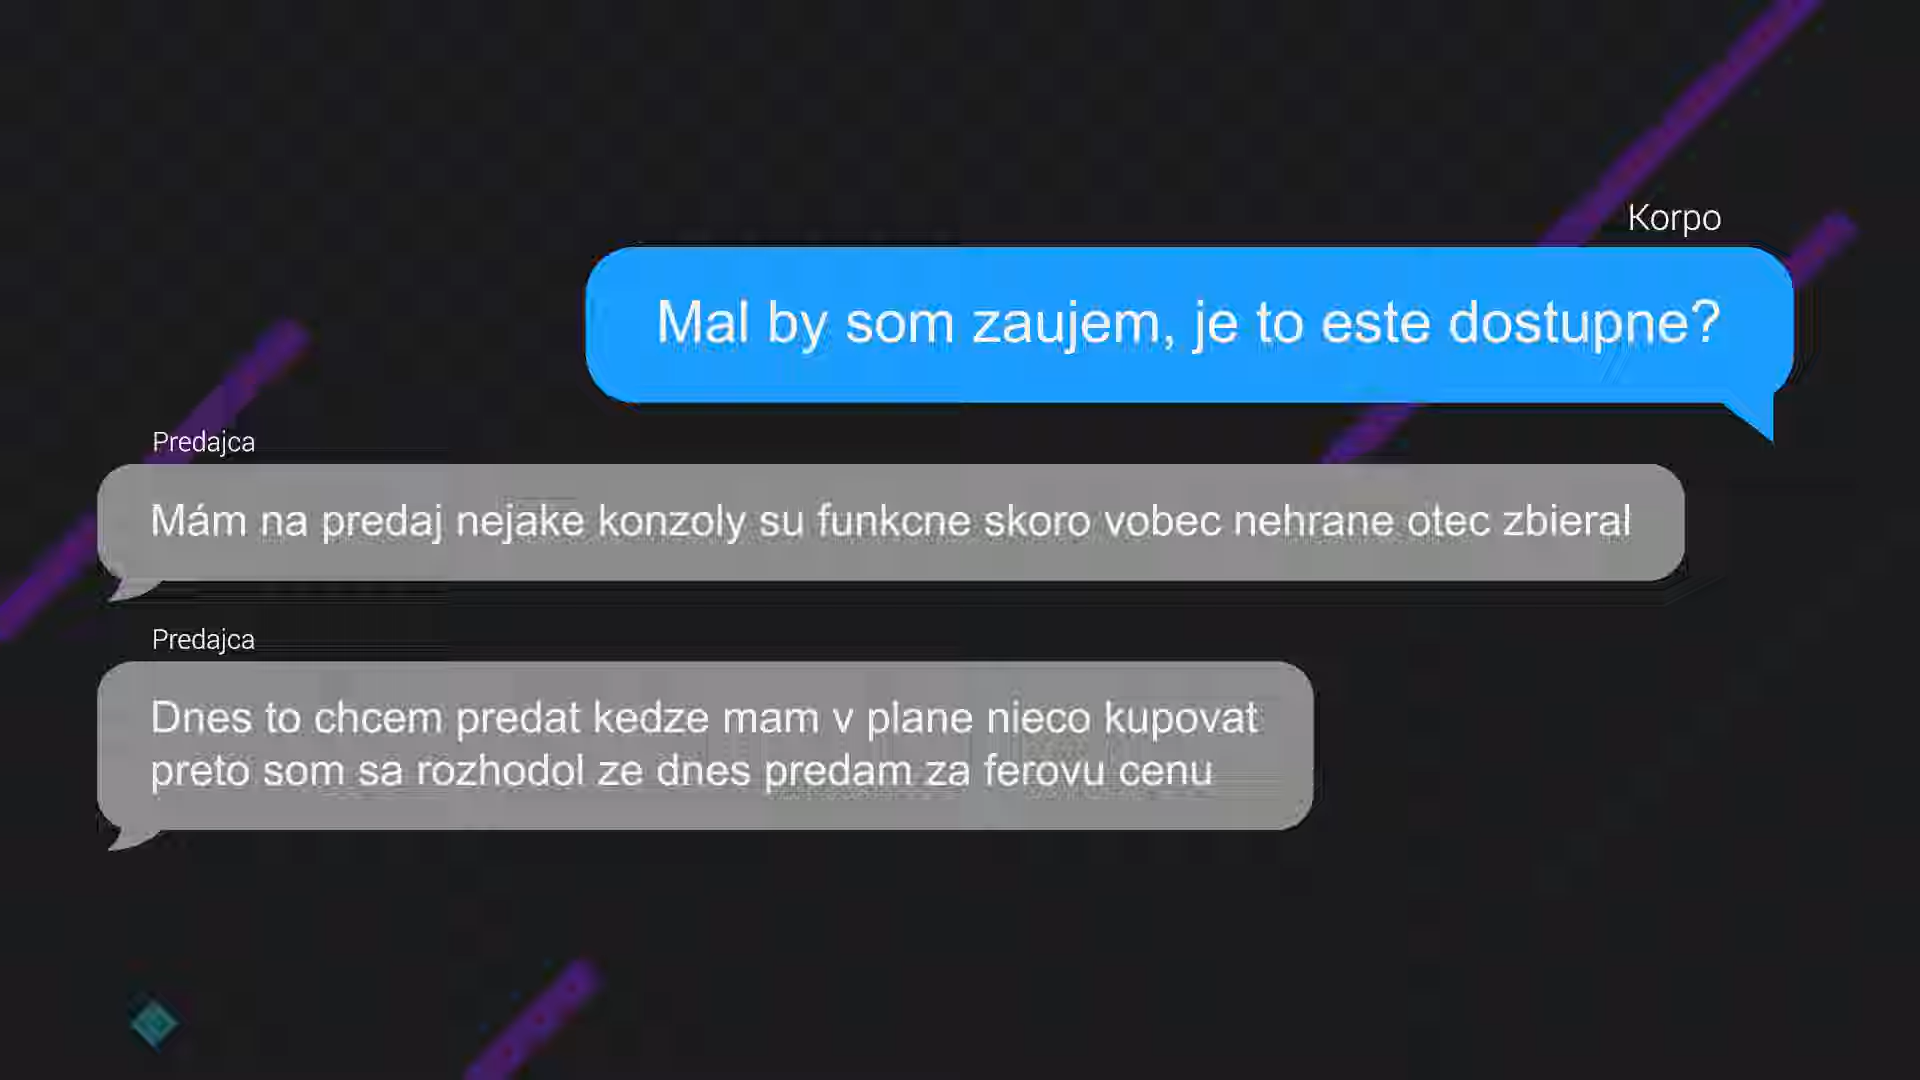 Korpo
Mal by som zaujem, je to este dostupne?
Predajca
Mám na predaj nejake konzoly su funkcne skoro vobec nehrane otec zbieral
Predajca
Dnes to chcem predat kedze mam v plane nieco kupovat
preto som sa rozhodol ze dnes predam za ferovu cenu